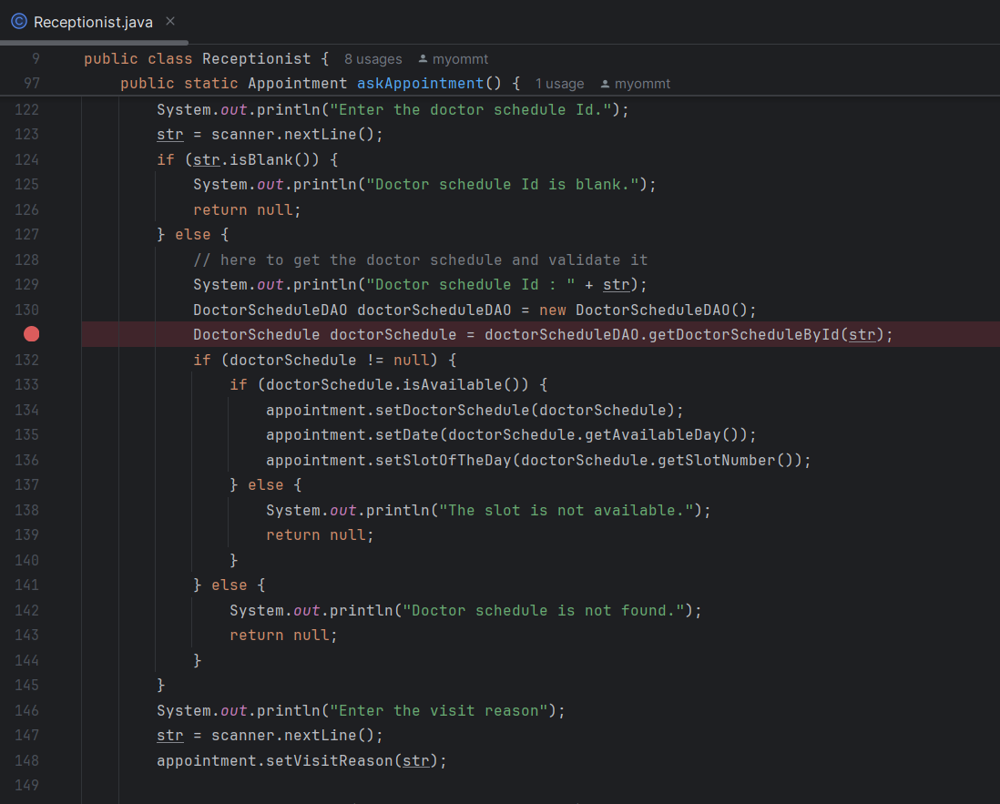 Receptionist.java
9 public class Receptionist { 8 usages myommt
97 public static Appointment askAppointment() { 1 usage myommt
122 System.out.println("Enter the doctor schedule Id.");
123 str = scanner.nextLine();
124 if (str.isBlank()) {
125 System.out.println("Doctor schedule Id is blank.");
126 return null;
127 } else {
128 // here to get the doctor schedule and validate it
129 System.out.println("Doctor schedule Id : " + str);
130 DoctorScheduleDAO doctorScheduleDAO = new DoctorScheduleDAO();
DoctorSchedule doctorSchedule = doctorScheduleDAO.getDoctorScheduleById(str);
132 if (doctorSchedule != null) {
133 if (doctorSchedule.isAvailable()) {
134 appointment.setDoctorSchedule(doctorSchedule);
135 appointment.setDate(doctorSchedule.getAvailableDay());
136 appointment.setSlotOfTheDay(doctorSchedule.getSlotNumber());
137 } else {
138 System.out.println("The slot is not available.");
139 return null;
140 }
141 } else {
142 System.out.println("Doctor schedule is not found.");
143 return null;
144 }
145 }
146 System.out.println("Enter the visit reason");
147 str = scanner.nextLine();
148 appointment.setVisitReason(str);
149